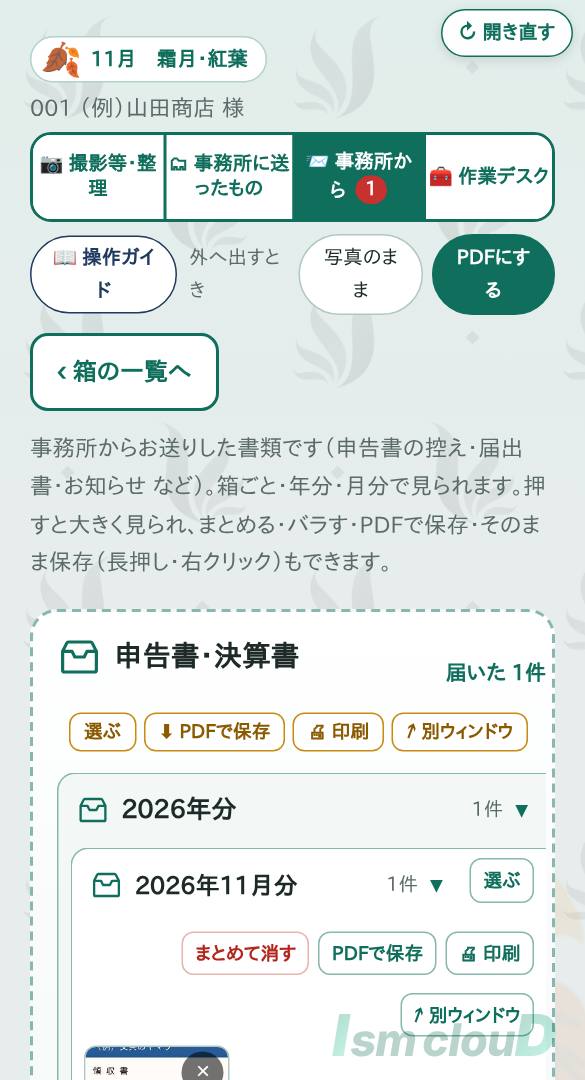 開き直す
11月 霜月･紅葉
001 (例)山田商店 様
撮影等･整
理
事務所に送
ったもの
事務所か
ら 1
作業デスク
操作ガイ
ド
外へ出すと
き
写真のま
ま
PDFにす
る
‹ 箱の一覧へ
事務所からお送りした書類です(申告書の控え･届出
書･お知らせ など)。箱ごと･年分･月分で見られます。押
すと大きく見られ、まとめる･バラす･PDFで保存･そのま
ま保存(長押し･右クリック)もできます。
申告書･決算書
届いた 1件
選ぶ
⬇ PDFで保存
印刷
↗ 別ウィンドウ
2026年分
1件 ▼
2026年11月分
1件 ▼
選ぶ
まとめて消す
PDFで保存
印刷
↗ 別ウィンドウ
Ism clouD
領収書
✕